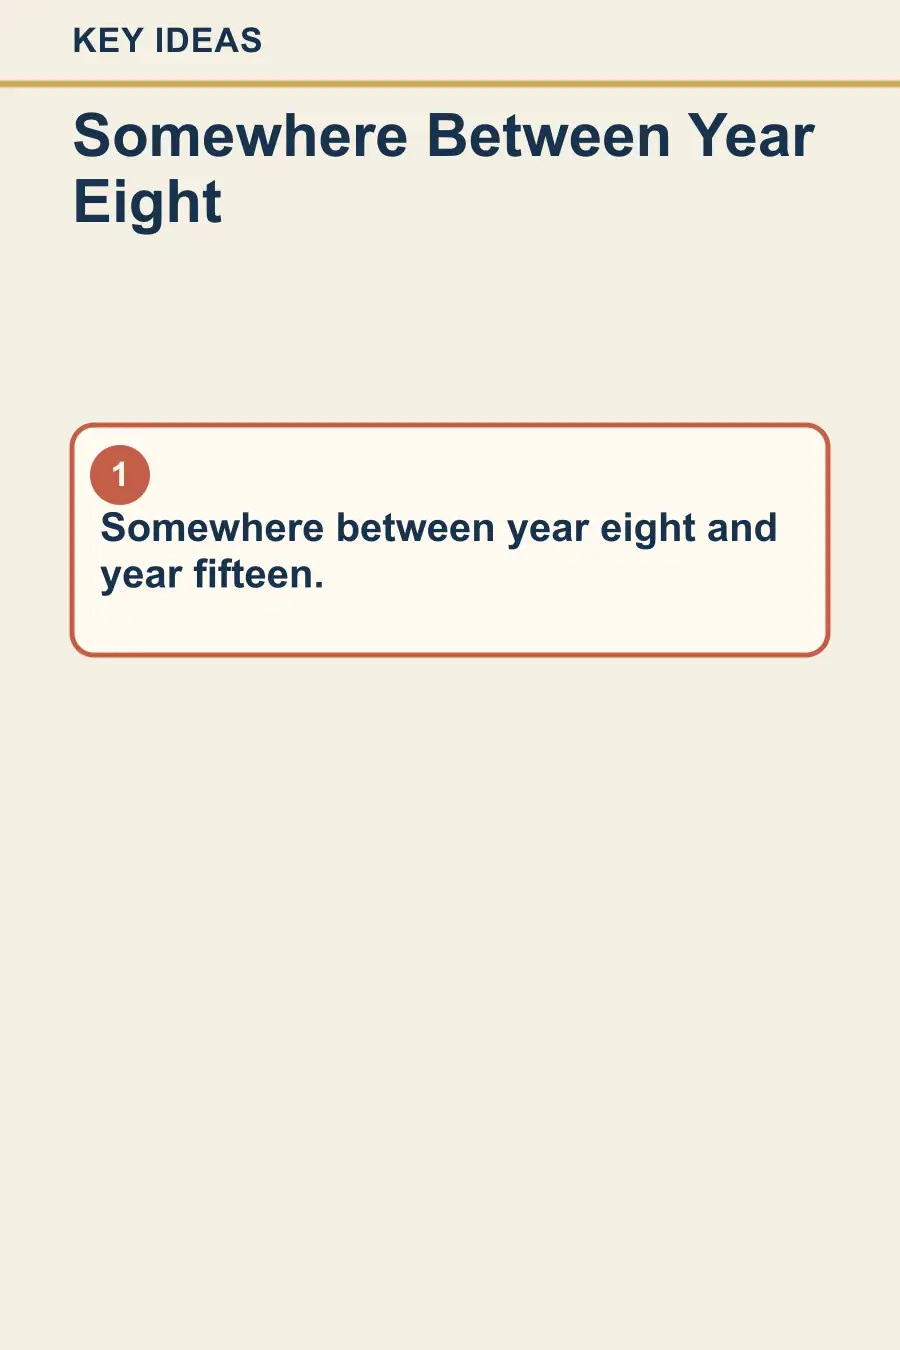 KEY IDEAS
Somewhere Between Year
Eight
1
Somewhere between year eight and
year fifteen.